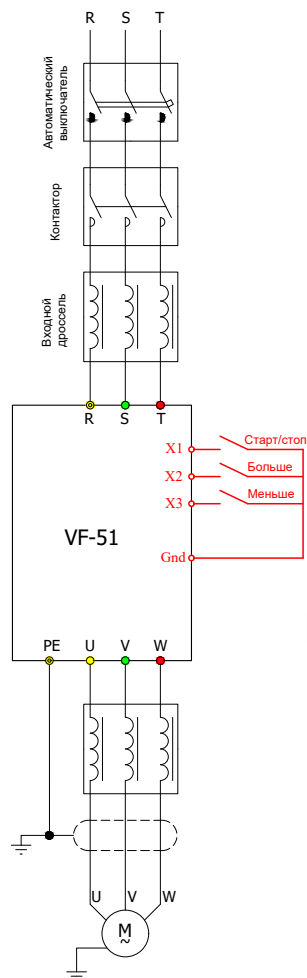 R S T
Автоматический
выключатель
Контактор
Входной
дроссель
R S T
X1 Старт/стоп
X2 Больше
X3 Меньше
VF-51
Gnd
PE U V W
U V W
M
~